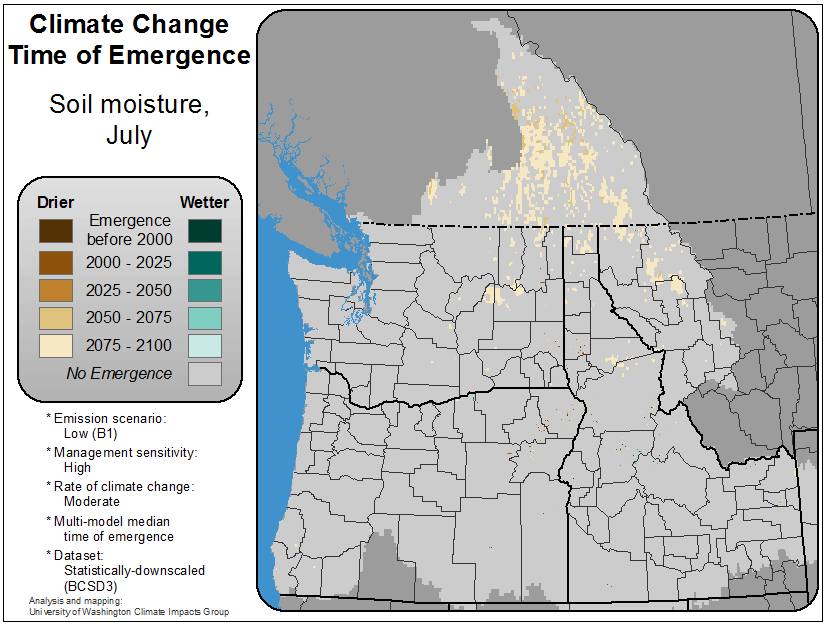 Climate Change
Time of Emergence
Soil moisture,
July
Drier
Wetter
Emergence
before 2000
2000 - 2025
2025 - 2050
2050 - 2075
2075 - 2100
No Emergence
* Emission scenario:
Low (B1)
* Management sensitivity:
High
* Rate of climate change:
Moderate
* Multi-model median
time of emergence
* Dataset:
Statistically-downscaled
(BCSD3)
Analysis and mapping:
University of Washington Climate Impacts Group